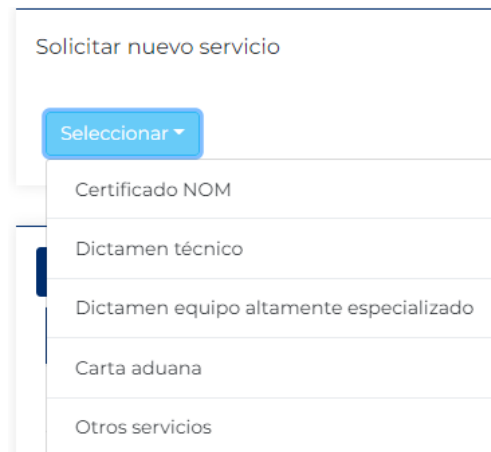 Solicitar nuevo servicio
Seleccionar
Certificado NOM
Dictamen técnico
Dictamen equipo altamente especializado
Carta aduana
Otros servicios